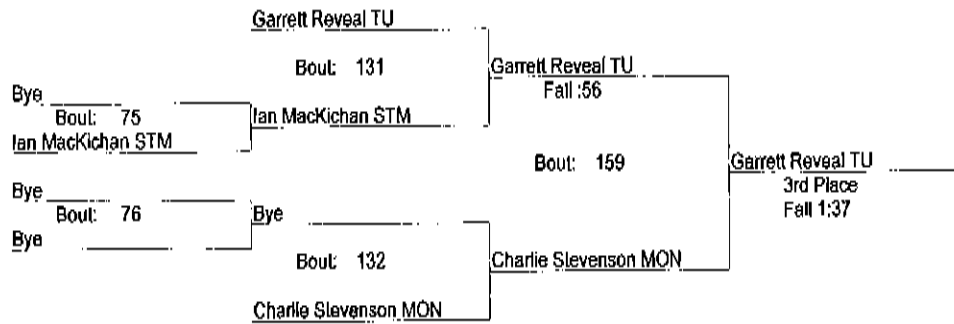 Garrett Reveal TU
Bout: 131
Garrett Reveal TU
Fall :56
Bye
Bout: 75
Ian MacKichan STM
Ian MacKichan STM
Bout: 159
Garrett Reveal TU
3rd Place
Fall 1:37
Bye
Bout: 76
Bye
Bye
Bout: 132
Charlie Stevenson MON
Charlie Stevenson MON